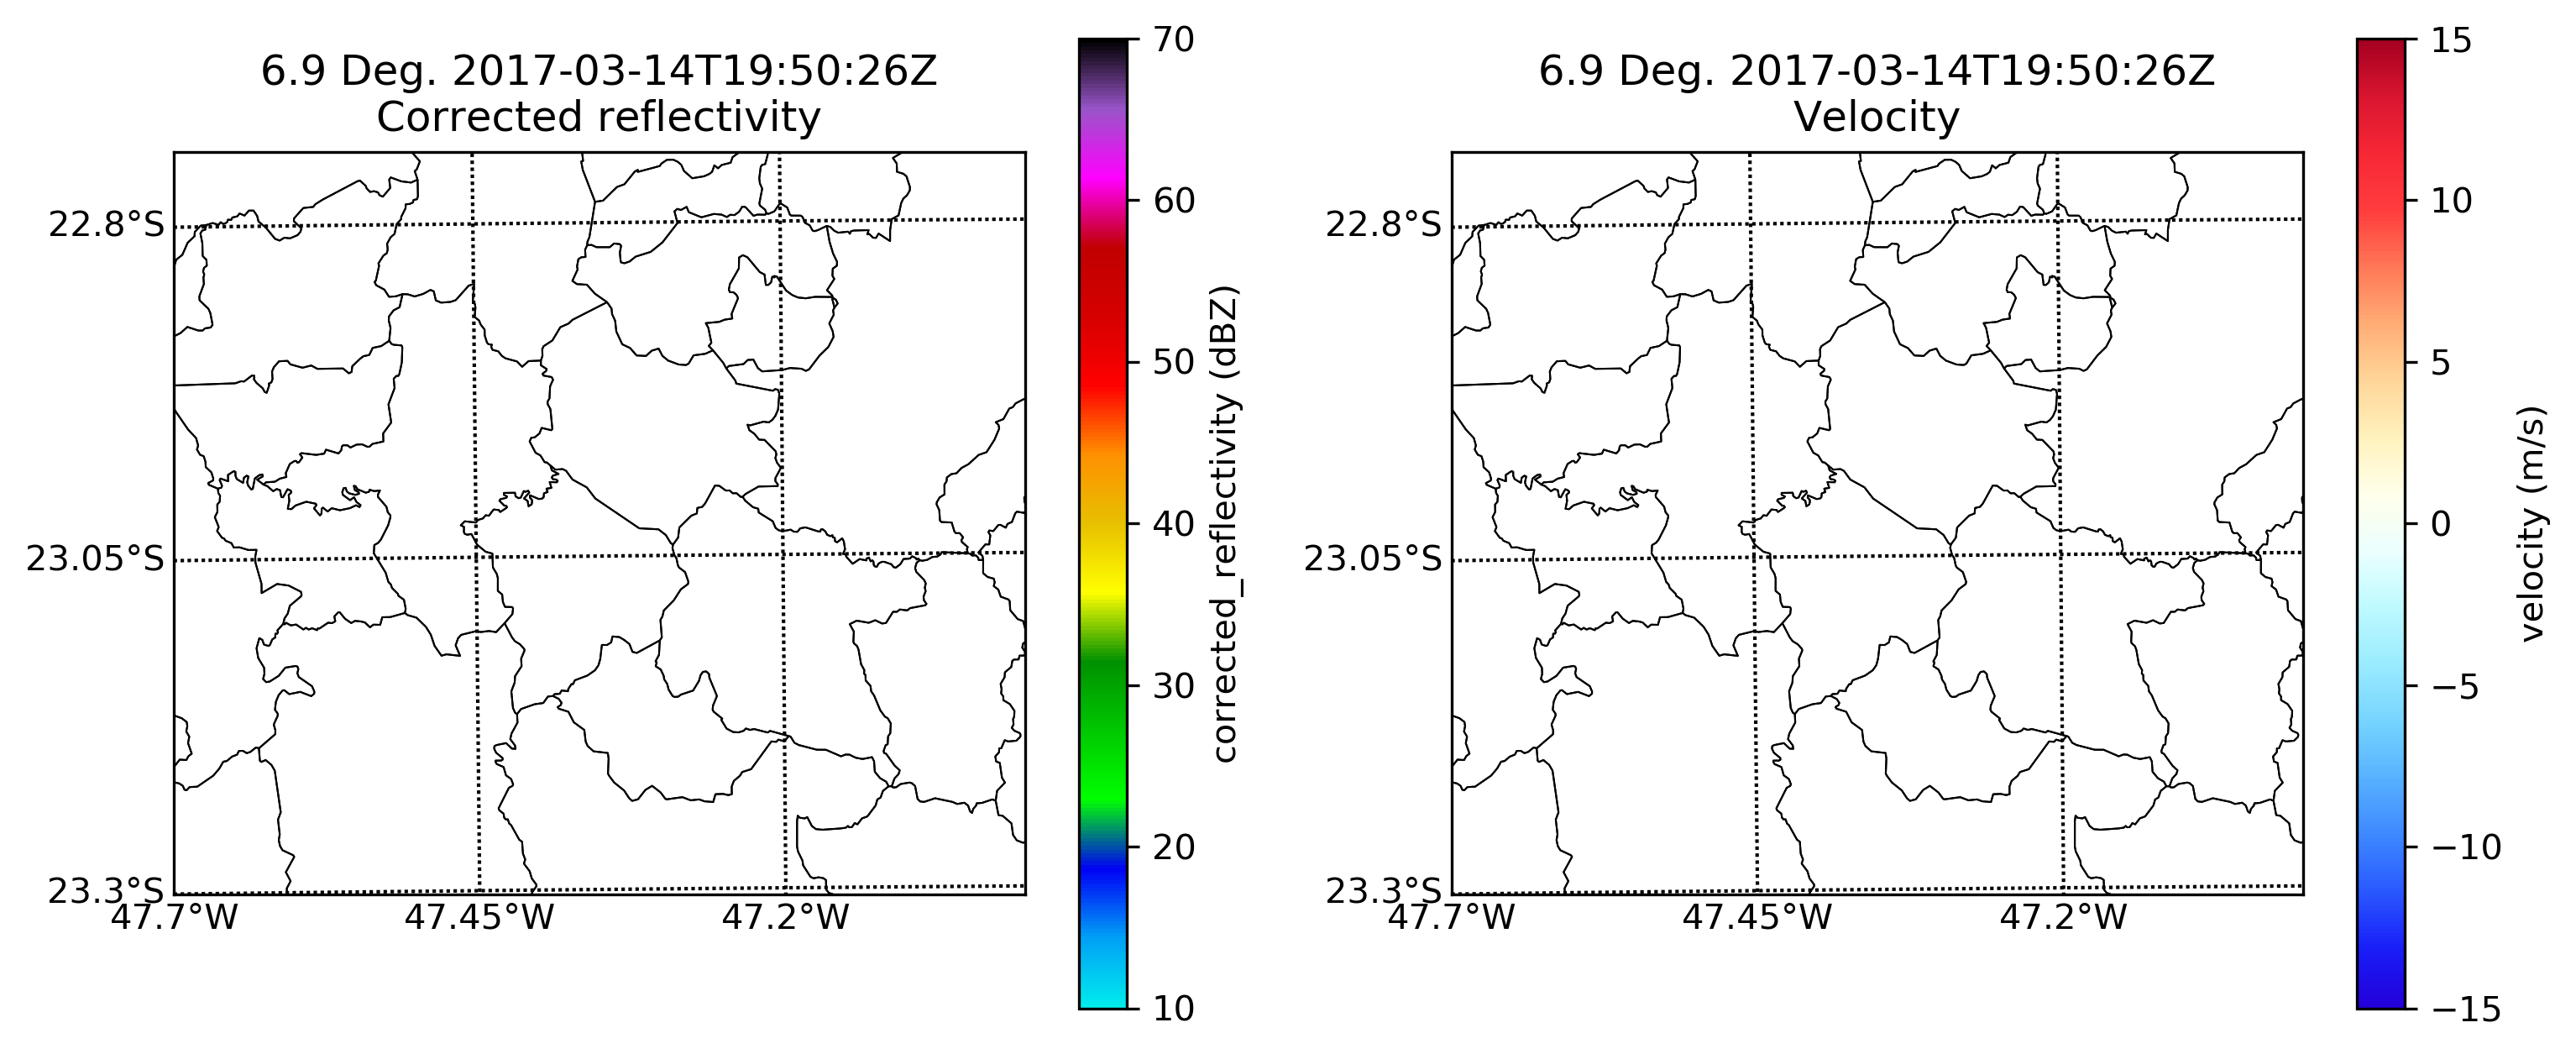 6.9 Deg. 2017-03-14T19:50:26Z
Corrected reflectivity
22.8°S
23.05°S
23.3°S
47.7°W
47.45°W
47.2°W
70
60
50
40
30
20
10
corrected_reflectivity (dBZ)
6.9 Deg. 2017-03-14T19:50:26Z
Velocity
22.8°S
23.05°S
23.3°S
47.7°W
47.45°W
47.2°W
15
10
5
0
−5
−10
−15
velocity (m/s)